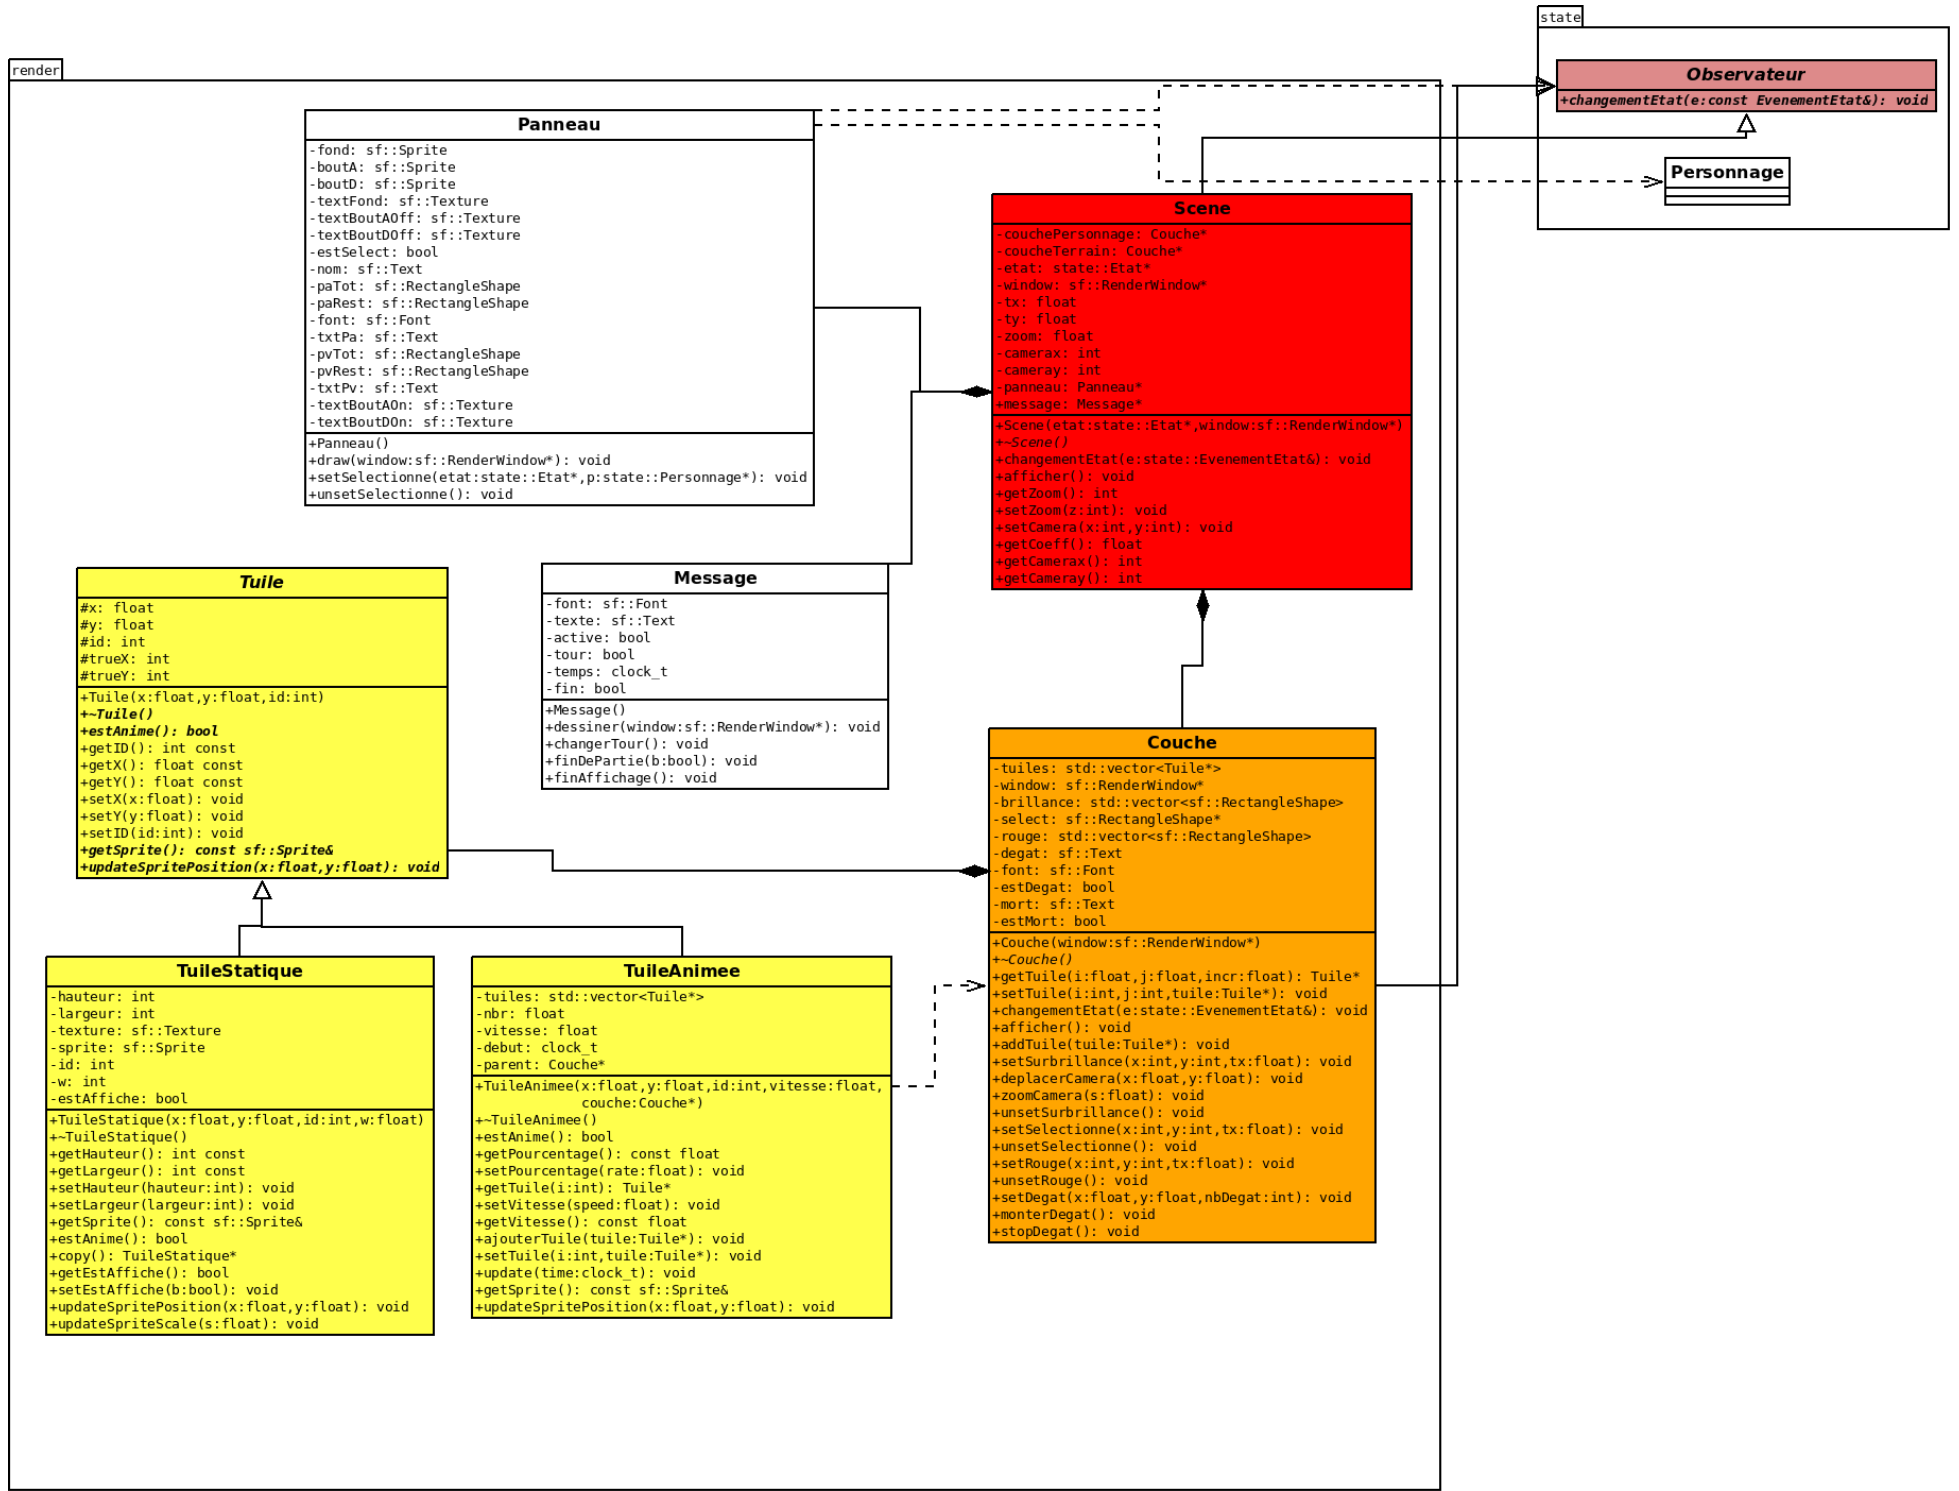 state
render
Observateur
+changementEtat(e:const EvenementEtat&): void
Personnage
Panneau
-fond: sf::Sprite
-boutA: sf::Sprite
-boutD: sf::Sprite
-textFond: sf::Texture
-textBoutAOff: sf::Texture
-textBoutDOff: sf::Texture
-estSelect: bool
-nom: sf::Text
-paTot: sf::RectangleShape
-paRest: sf::RectangleShape
-font: sf::Font
-txtPa: sf::Text
-pvTot: sf::RectangleShape
-pvRest: sf::RectangleShape
-txtPv: sf::Text
-textBoutAOn: sf::Texture
-textBoutDOn: sf::Texture
+Panneau()
+draw(window:sf::RenderWindow*): void
+setSelectionne(etat:state::Etat*,p:state::Personnage*): void
+unsetSelectionne(): void
Scene
-couchePersonnage: Couche*
-coucheTerrain: Couche*
-etat: state::Etat*
-window: sf::RenderWindow*
-tx: float
-ty: float
-zoom: float
-camerax: int
-cameray: int
-panneau: Panneau*
+message: Message*
+Scene(etat:state::Etat*,window:sf::RenderWindow*)
+~Scene()
+changementEtat(e:state::EvenementEtat&): void
+afficher(): void
+getZoom(): int
+setZoom(z:int): void
+setCamera(x:int,y:int): void
+getCoeff(): float
+getCamerax(): int
+getCameray(): int
Tuile
#x: float
#y: float
#id: int
#trueX: int
#trueY: int
+Tuile(x:float,y:float,id:int)
+~Tuile()
+estAnime(): bool
+getID(): int const
+getX(): float const
+getY(): float const
+setX(x:float): void
+setY(y:float): void
+setID(id:int): void
+getSprite(): const sf::Sprite&
+updateSpritePosition(x:float,y:float): void
Message
-font: sf::Font
-texte: sf::Text
-active: bool
-tour: bool
-temps: clock_t
-fin: bool
+Message()
+dessiner(window:sf::RenderWindow*): void
+changerTour(): void
+finDePartie(b:bool): void
+finAffichage(): void
Couche
-tuiles: std::vector<Tuile*>
-window: sf::RenderWindow*
-brillance: std::vector<sf::RectangleShape>
-select: sf::RectangleShape*
-rouge: std::vector<sf::RectangleShape>
-degat: sf::Text
-font: sf::Font
-estDegat: bool
-mort: sf::Text
-estMort: bool
+Couche(window:sf::RenderWindow*)
+~Couche()
+getTuile(i:float,j:float,incr:float): Tuile*
+setTuile(i:int,j:int,tuile:Tuile*): void
+changementEtat(e:state::EvenementEtat&): void
+afficher(): void
+addTuile(tuile:Tuile*): void
+setSurbrillance(x:int,y:int,tx:float): void
+deplacerCamera(x:float,y:float): void
+zoomCamera(s:float): void
+unsetSurbrillance(): void
+setSelectionne(x:int,y:int,tx:float): void
+unsetSelectionne(): void
+setRouge(x:int,y:int,tx:float): void
+unsetRouge(): void
+setDegat(x:float,y:float,nbDegat:int): void
+monterDegat(): void
+stopDegat(): void
TuileStatique
-hauteur: int
-largeur: int
-texture: sf::Texture
-sprite: sf::Sprite
-id: int
-w: int
-estAffiche: bool
+TuileStatique(x:float,y:float,id:int,w:float)
+~TuileStatique()
+getHauteur(): int const
+getLargeur(): int const
+setHauteur(hauteur:int): void
+setLargeur(largeur:int): void
+getSprite(): const sf::Sprite&
+estAnime(): bool
+copy(): TuileStatique*
+getEstAffiche(): bool
+setEstAffiche(b:bool): void
+updateSpritePosition(x:float,y:float): void
+updateSpriteScale(s:float): void
TuileAnimee
-tuiles: std::vector<Tuile*>
-nbr: float
-vitesse: float
-debut: clock_t
-parent: Couche*
+TuileAnimee(x:float,y:float,id:int,vitesse:float,
couche:Couche*)
+~TuileAnimee()
+estAnime(): bool
+getPourcentage(): const float
+setPourcentage(rate:float): void
+getTuile(i:int): Tuile*
+setVitesse(speed:float): void
+getVitesse(): const float
+ajouterTuile(tuile:Tuile*): void
+setTuile(i:int,tuile:Tuile*): void
+update(time:clock_t): void
+getSprite(): const sf::Sprite&
+updateSpritePosition(x:float,y:float): void